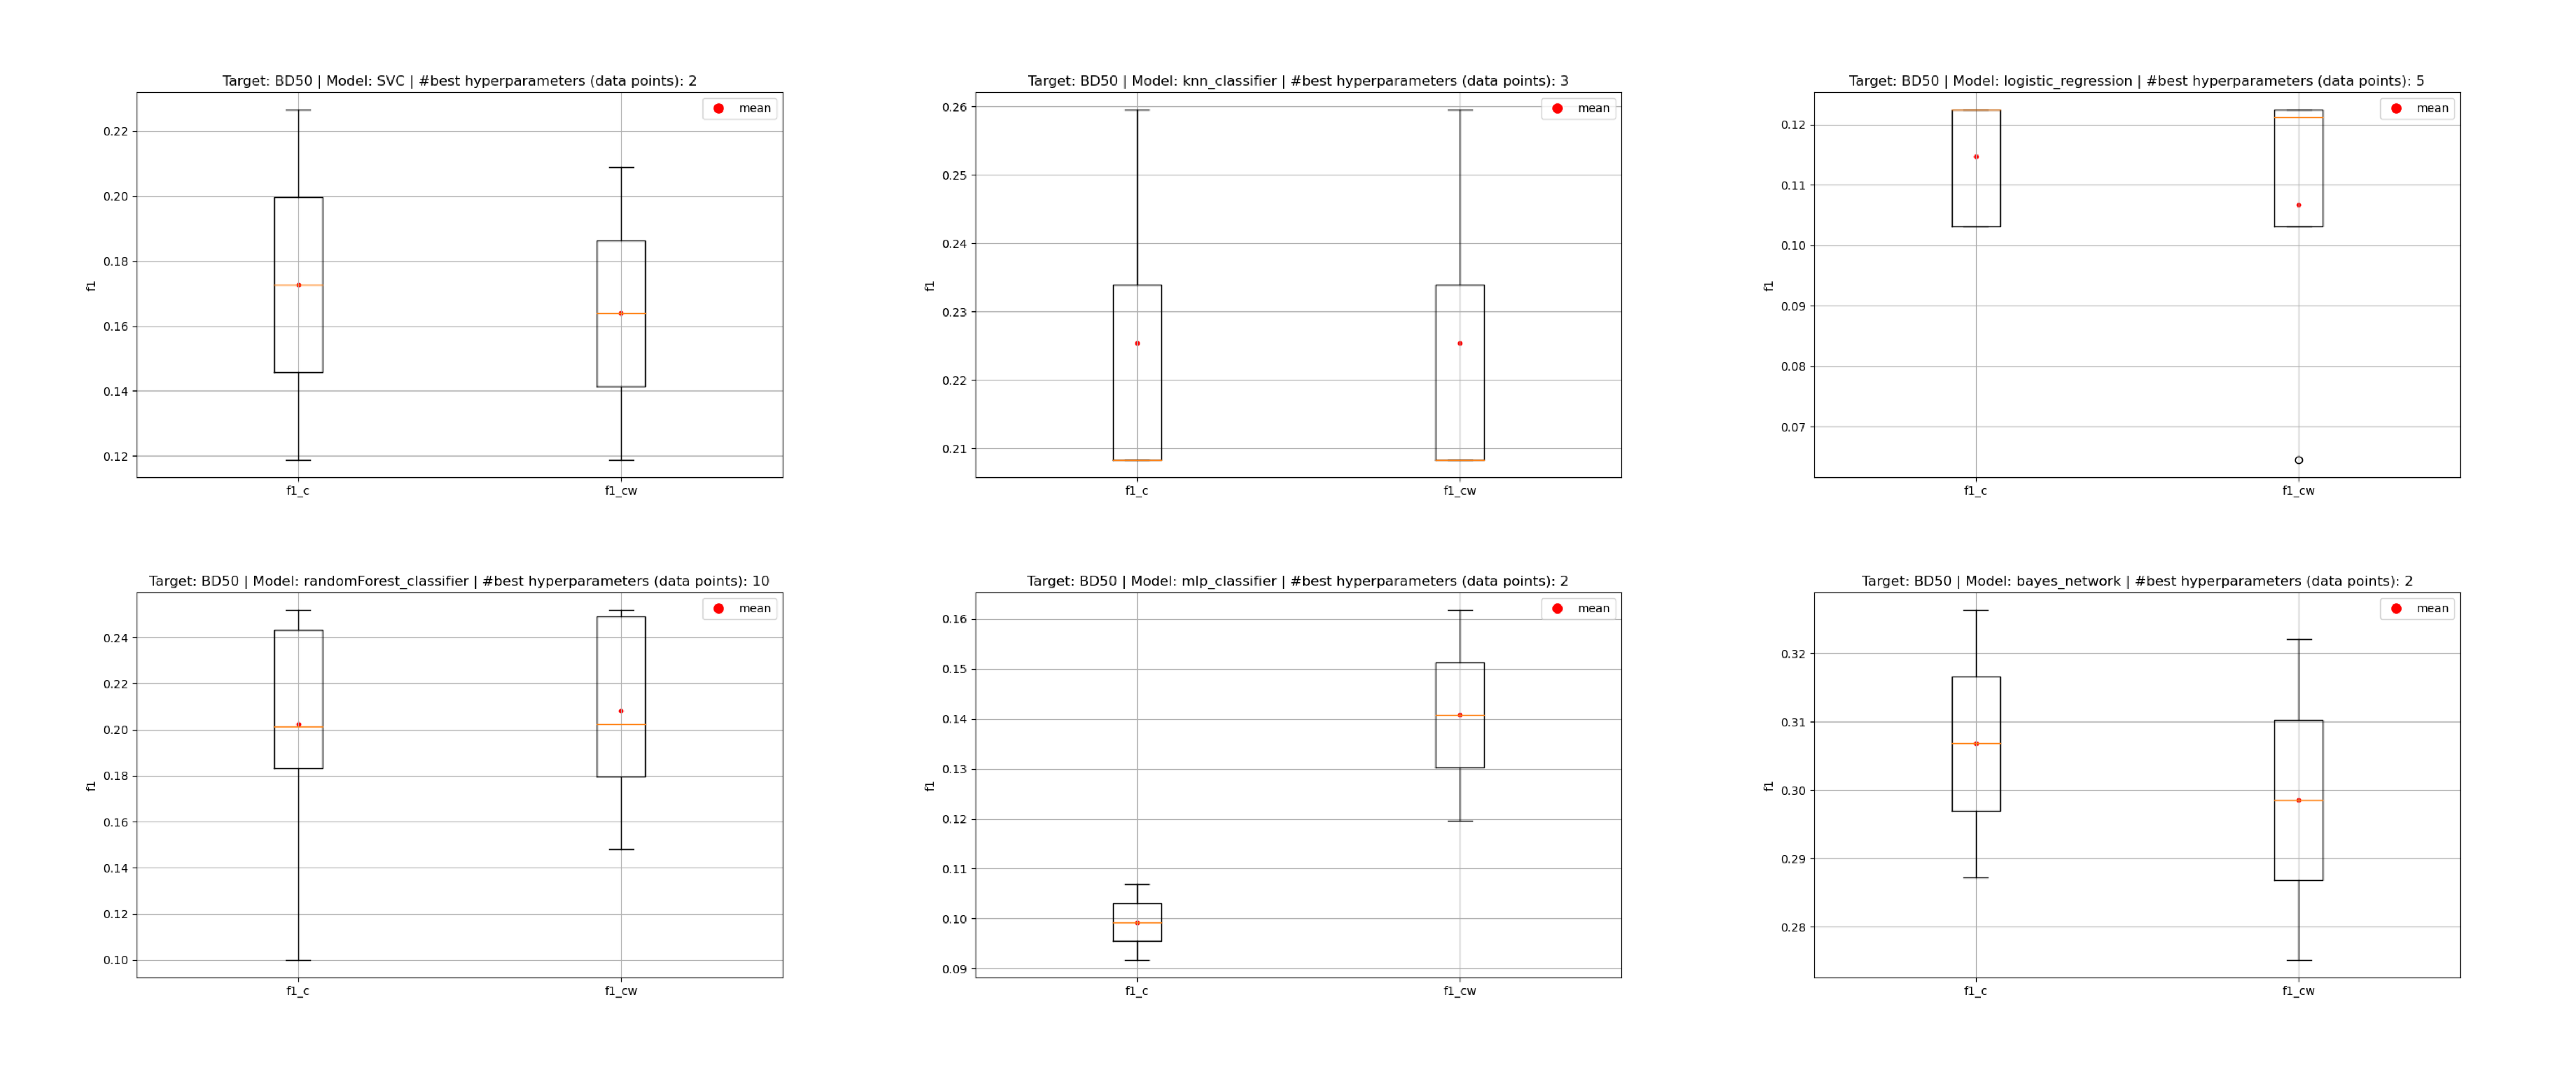 Target: BD50 | Model: SVC | #best hyperparameters (data points): 2
mean
0.22
0.20
0.18
0.16
0.14
0.12
f1
f1_c
f1_cw
Target: BD50 | Model: knn_classifier | #best hyperparameters (data points): 3
mean
0.26
0.25
0.24
0.23
0.22
0.21
f1
f1_c
f1_cw
Target: BD50 | Model: logistic_regression | #best hyperparameters (data points): 5
mean
0.12
0.11
0.10
0.09
0.08
0.07
f1
f1_c
f1_cw
Target: BD50 | Model: randomForest_classifier | #best hyperparameters (data points): 10
mean
0.24
0.22
0.20
0.18
0.16
0.14
0.12
0.10
f1
f1_c
f1_cw
Target: BD50 | Model: mlp_classifier | #best hyperparameters (data points): 2
mean
0.16
0.15
0.14
0.13
0.12
0.11
0.10
0.09
f1
f1_c
f1_cw
Target: BD50 | Model: bayes_network | #best hyperparameters (data points): 2
mean
0.32
0.31
0.30
0.29
0.28
f1
f1_c
f1_cw